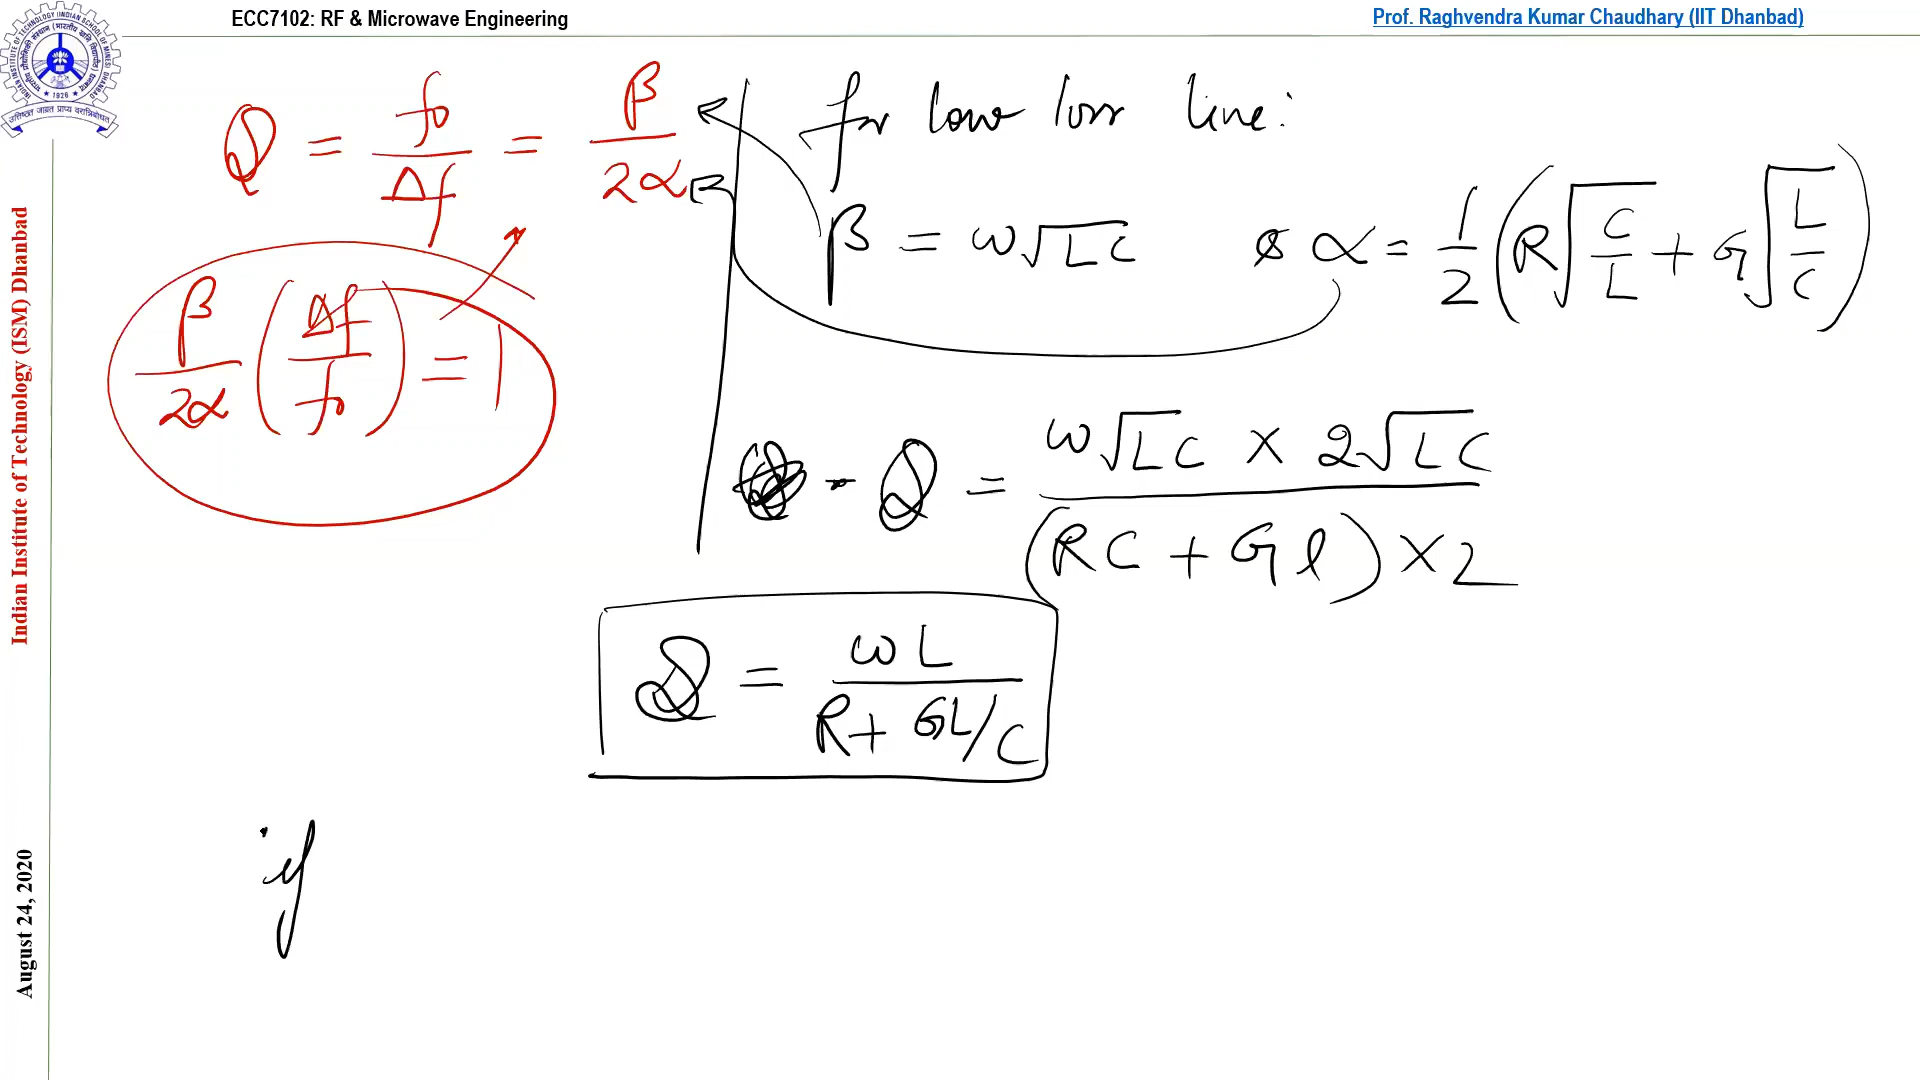 ECC7102: RF & Microwave Engineering
Prof. Raghvendra Kumar Chaudhary (IIT Dhanbad)
Indian Institute of Technology (ISM) Dhanbad
August 24, 2020
Q = f₀/Δf = β/2α
β/2α (Δf/f₀) = 1
for low loss line:
β = ω√LC & α = 1/2 (R√C/L + G√L/C)
Q = ω√LC × 2√LC / (RC + Gl) × 2
Q = ωL / R + GL/C
if
1926